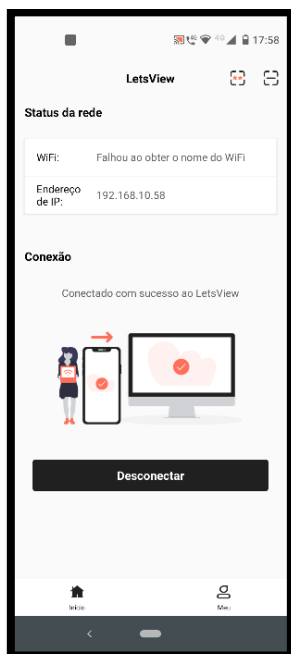 4G 17:58
LetsView
Status da rede
WiFi: Falhou ao obter o nome do WiFi
Endereço
de IP: 192.168.10.58
Conexão
Conectado com sucesso ao LetsView
Desconectar
Início Meu